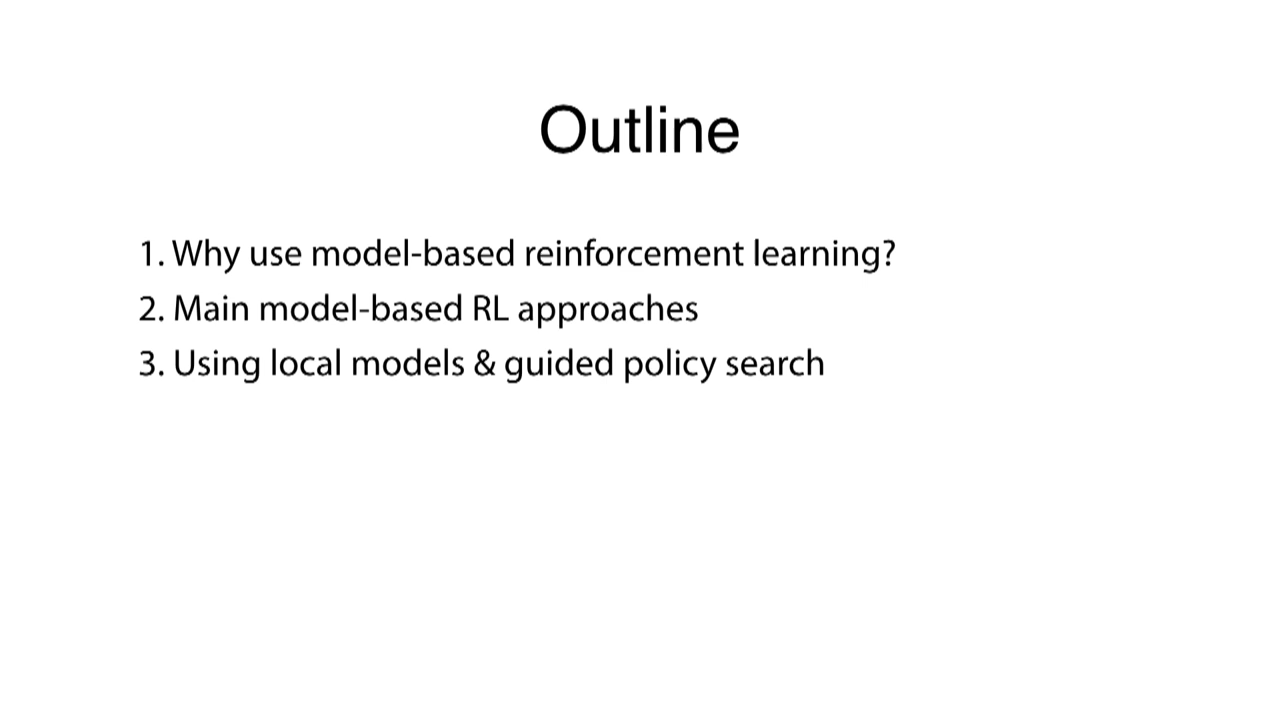 Outline
1. Why use model-based reinforcement learning?
2. Main model-based RL approaches
3. Using local models & guided policy search